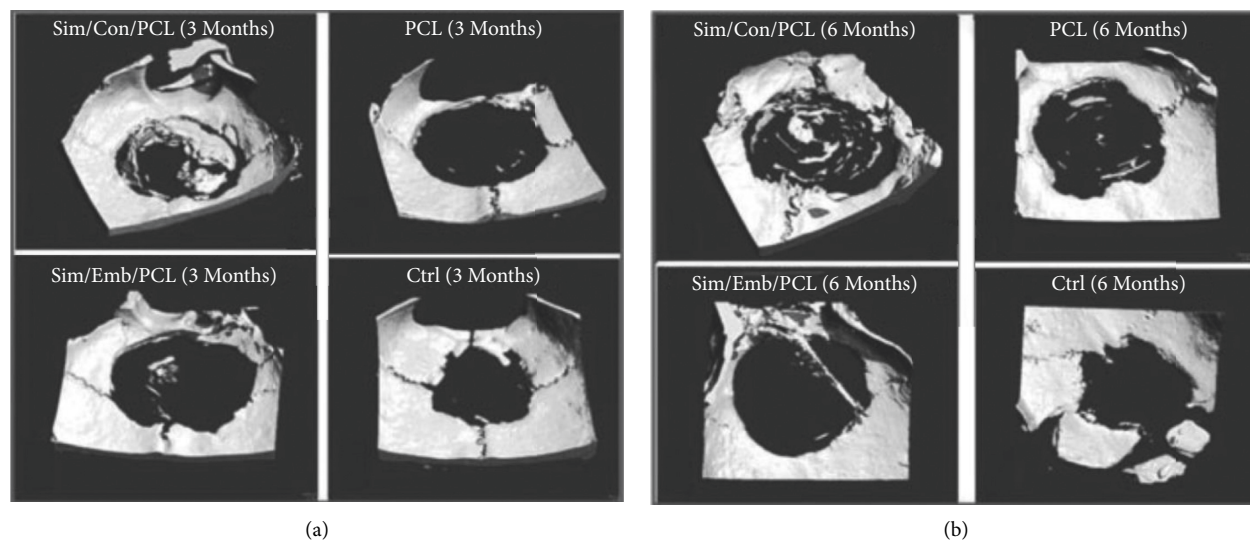 Sim/Con/PCL (3 Months)
PCL (3 Months)
Sim/Emb/PCL (3 Months)
Ctrl (3 Months)
(a)
Sim/Con/PCL (6 Months)
PCL (6 Months)
Sim/Emb/PCL (6 Months)
Ctrl (6 Months)
(b)